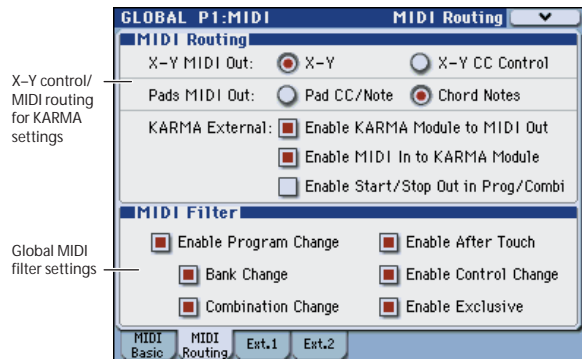 GLOBAL P1:MIDI MIDI Routing
MIDI Routing
X-Y MIDI Out: X-Y X-Y CC Control
Pads MIDI Out: Pad CC/Note Chord Notes
KARMA External: Enable KARMA Module to MIDI Out
Enable MIDI In to KARMA Module
Enable Start/Stop Out in Prog/Combi
MIDI Filter
Enable Program Change Enable After Touch
Bank Change Enable Control Change
Combination Change Enable Exclusive
MIDI Basic MIDI Routing Ext.1 Ext.2
X–Y control/
MIDI routing
for KARMA
settings
Global MIDI
filter settings